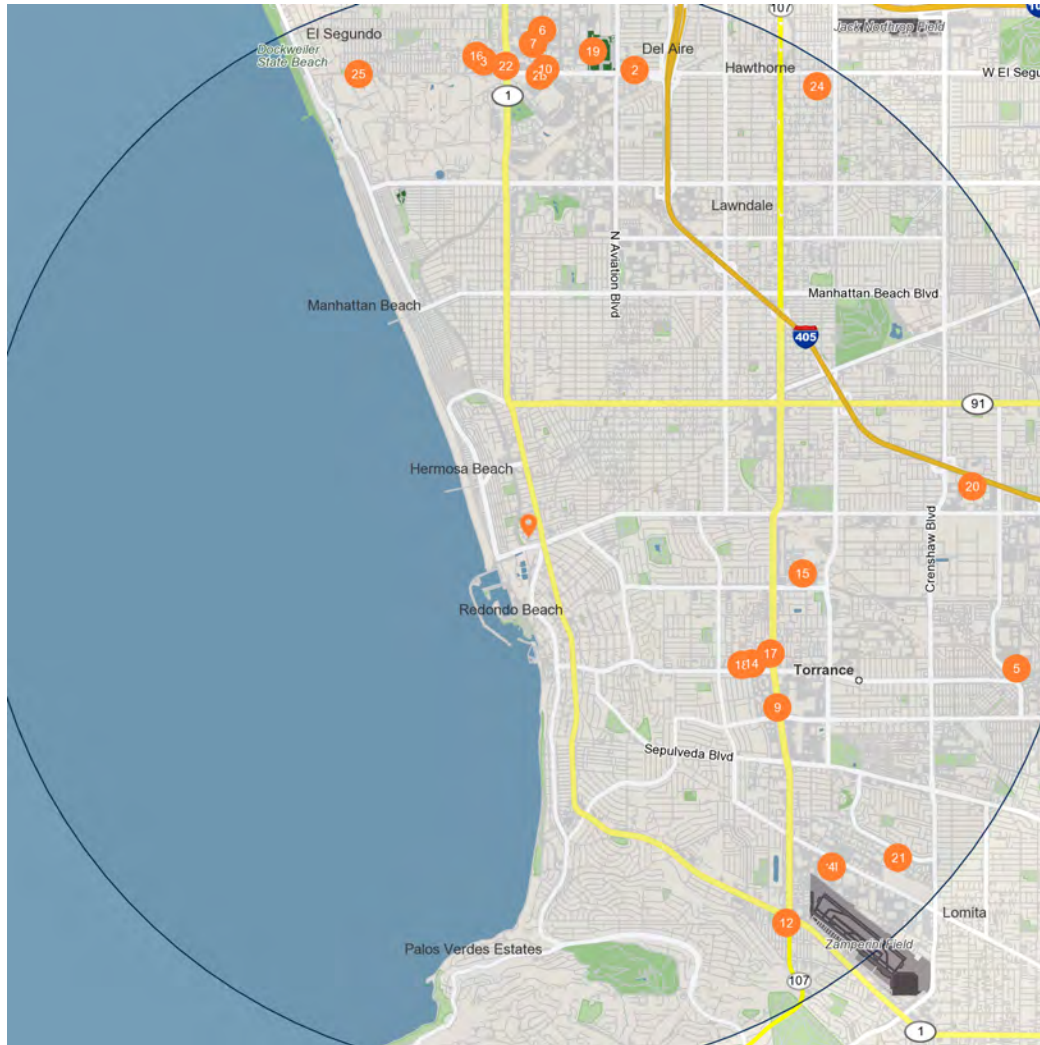 107
El Segundo
Jack Northrop Field
6
7
Dockweiler
State Beach
16
3
22
10
19
Del Aire
2
Hawthorne
W El Segu
25
24
1
Lawndale
N Aviation Blvd
Manhattan Beach
Manhattan Beach Blvd
405
91
Hermosa Beach
20
Crenshaw Blvd
15
Redondo Beach
17
18
14
Torrance
5
9
Sepulveda Blvd
21
12
Lomita
Zamperini Field
Palos Verdes Estates
107
1